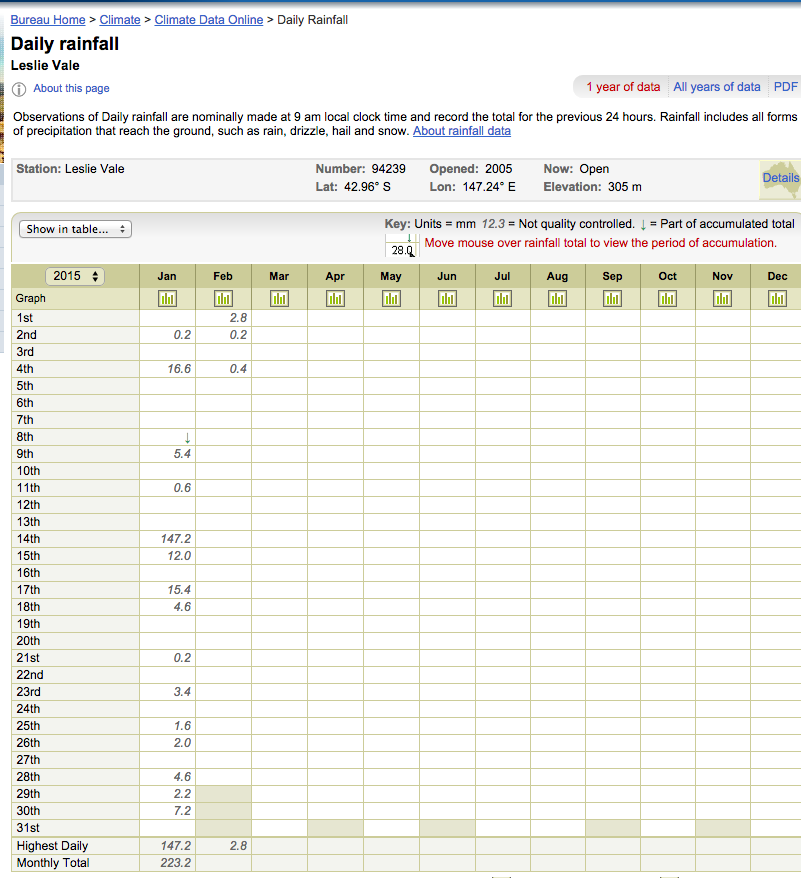 Bureau Home > Climate > Climate Data Online > Daily Rainfall
Daily rainfall
Leslie Vale
About this page
1 year of data All years of data PDF
Observations of Daily rainfall are nominally made at 9 am local clock time and record the total for the previous 24 hours. Rainfall includes all forms
of precipitation that reach the ground, such as rain, drizzle, hail and snow. About rainfall data
Station: Leslie Vale Number: 94239 Opened: 2005 Now: Open
Lat: 42.96° S Lon: 147.24° E Elevation: 305 m
Details
Show in table... Key: Units = mm 12.3 = Not quality controlled. ↓ = Part of accumulated total
↓
28.0 Move mouse over rainfall total to view the period of accumulation.
2015 Jan Feb Mar Apr May Jun Jul Aug Sep Oct Nov Dec
Graph
1st 2.8
2nd 0.2 0.2
3rd
4th 16.6 0.4
5th
6th
7th
8th ↓
9th 5.4
10th
11th 0.6
12th
13th
14th 147.2
15th 12.0
16th
17th 15.4
18th 4.6
19th
20th
21st 0.2
22nd
23rd 3.4
24th
25th 1.6
26th 2.0
27th
28th 4.6
29th 2.2
30th 7.2
31st
Highest Daily 147.2 2.8
Monthly Total 223.2